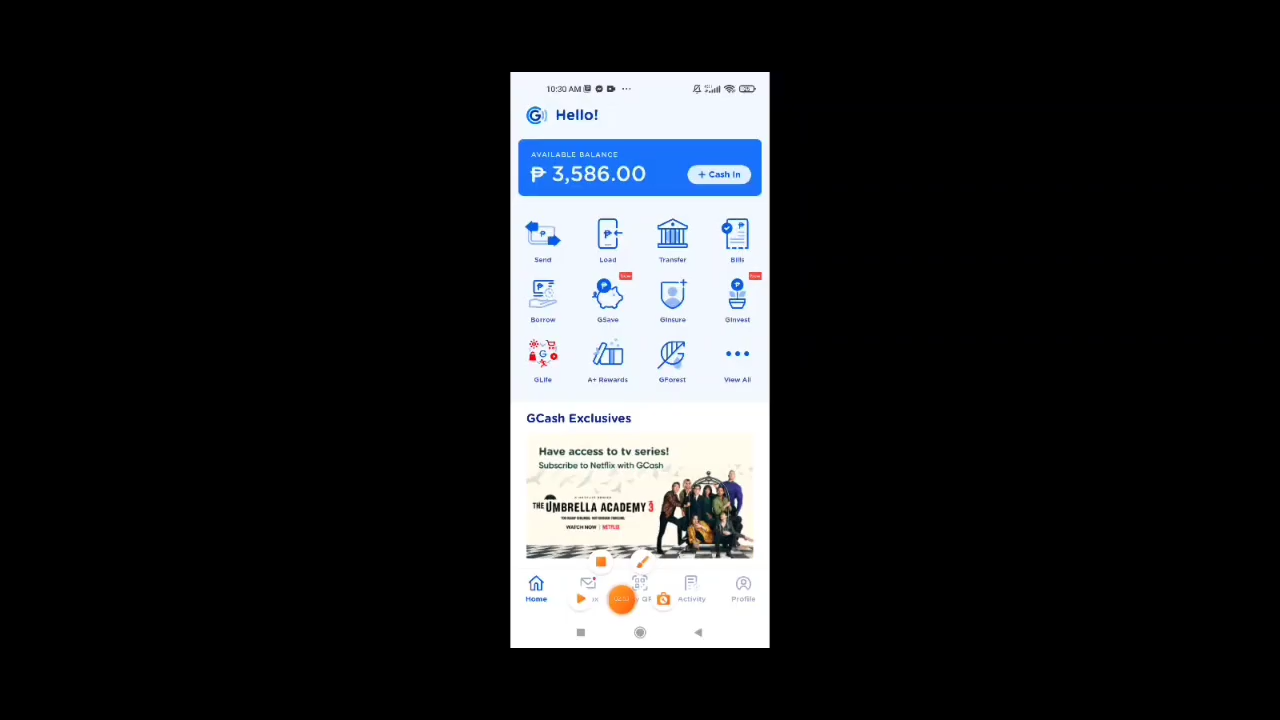 10:30 AM
Hello!
AVAILABLE BALANCE
₱ 3,586.00
+ Cash In
Send
Load
Transfer
Bills
Borrow
GSave
GInsure
GInvest
GLife
A+ Rewards
GForest
View All
GCash Exclusives
Have access to tv series!
Subscribe to Netflix with GCash
THE UMBRELLA ACADEMY 3
WATCH NOW | NETFLIX
Home
Activity
Profile